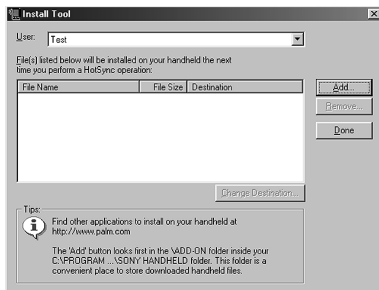 Install Tool
User: Test
File(s) listed below will be installed on your handheld the next
time you perform a HotSync operation:
File Name File Size Destination
Add...
Remove...
Done
Change Destination...
Tips:
Find other applications to install on your handheld at
http://www.palm.com
The 'Add' button looks first in the \ADD-ON folder inside your
C:\PROGRAM ...\SONY HANDHELD folder. This folder is a
convenient place to store downloaded handheld files.